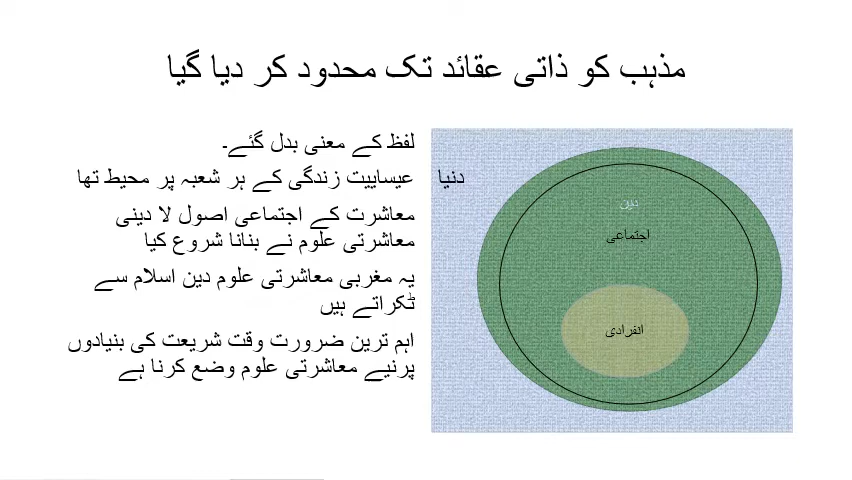 مذہب کو ذاتی عقائد تک محدود کر دیا گیا
لفظ کے معنی بدل گئے۔
عیساییت زندگی کے ہر شعبہ پر محیط تھا
معاشرت کے اجتماعی اصول لا دینی
معاشرتی علوم نے بنانا شروع کیا
یہ مغربی معاشرتی علوم دین اسلام سے
ٹکراتے ہیں
اہم ترین ضرورت وقت شریعت کی بنیادوں
پرنیے معاشرتی علوم وضع کرنا ہے
دنیا
دین
اجتماعی
انفرادی